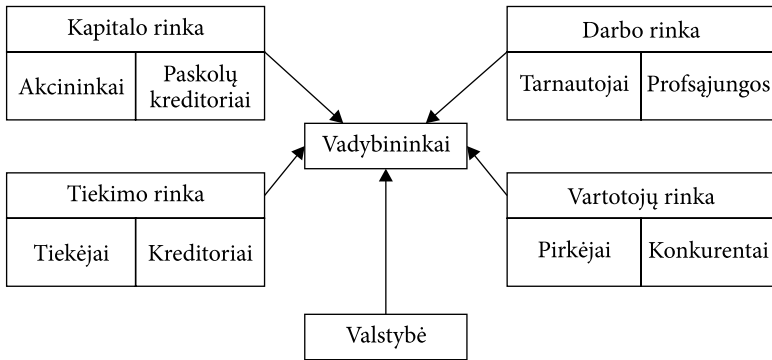 Kapitalo rinka
Akcininkai
Paskolų
kreditoriai
Darbo rinka
Tarnautojai
Profsąjungos
Vadybininkai
Tiekimo rinka
Tiekėjai
Kreditoriai
Vartotojų rinka
Pirkėjai
Konkurentai
Valstybė